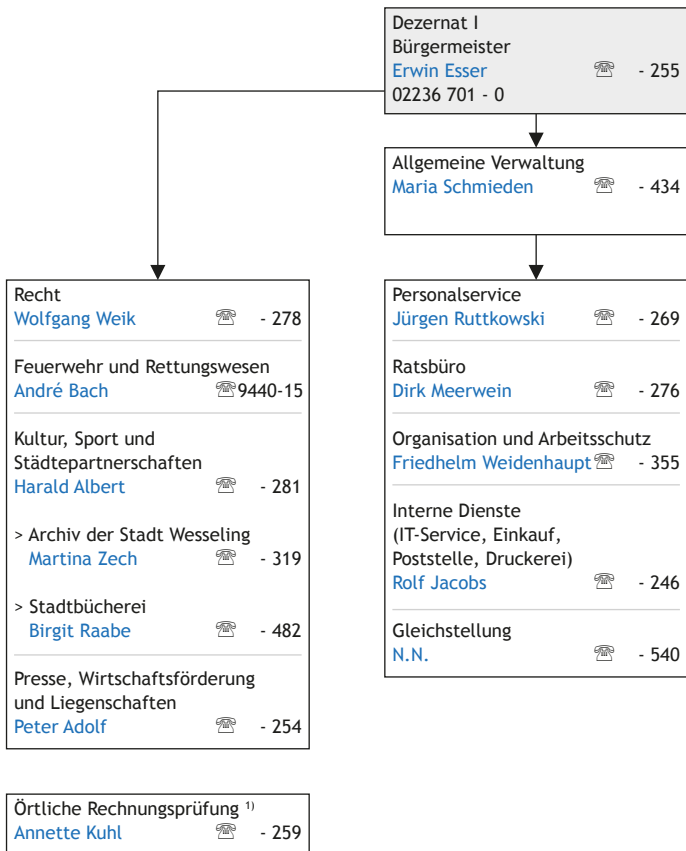 Dezernat I
Bürgermeister
Erwin Esser ☏ - 255
02236 701 - 0
Allgemeine Verwaltung
Maria Schmieden ☏ - 434
Recht
Wolfgang Weik ☏ - 278
Feuerwehr und Rettungswesen
André Bach ☏9440-15
Kultur, Sport und
Städtepartnerschaften
Harald Albert ☏ - 281
> Archiv der Stadt Wesseling
Martina Zech ☏ - 319
> Stadtbücherei
Birgit Raabe ☏ - 482
Presse, Wirtschaftsförderung
und Liegenschaften
Peter Adolf ☏ - 254
Personalservice
Jürgen Ruttkowski ☏ - 269
Ratsbüro
Dirk Meerwein ☏ - 276
Organisation und Arbeitsschutz
Friedhelm Weidenhaupt ☏ - 355
Interne Dienste
(IT-Service, Einkauf,
Poststelle, Druckerei)
Rolf Jacobs ☏ - 246
Gleichstellung
N.N. ☏ - 540
Örtliche Rechnungsprüfung ¹⁾
Annette Kuhl ☏ - 259